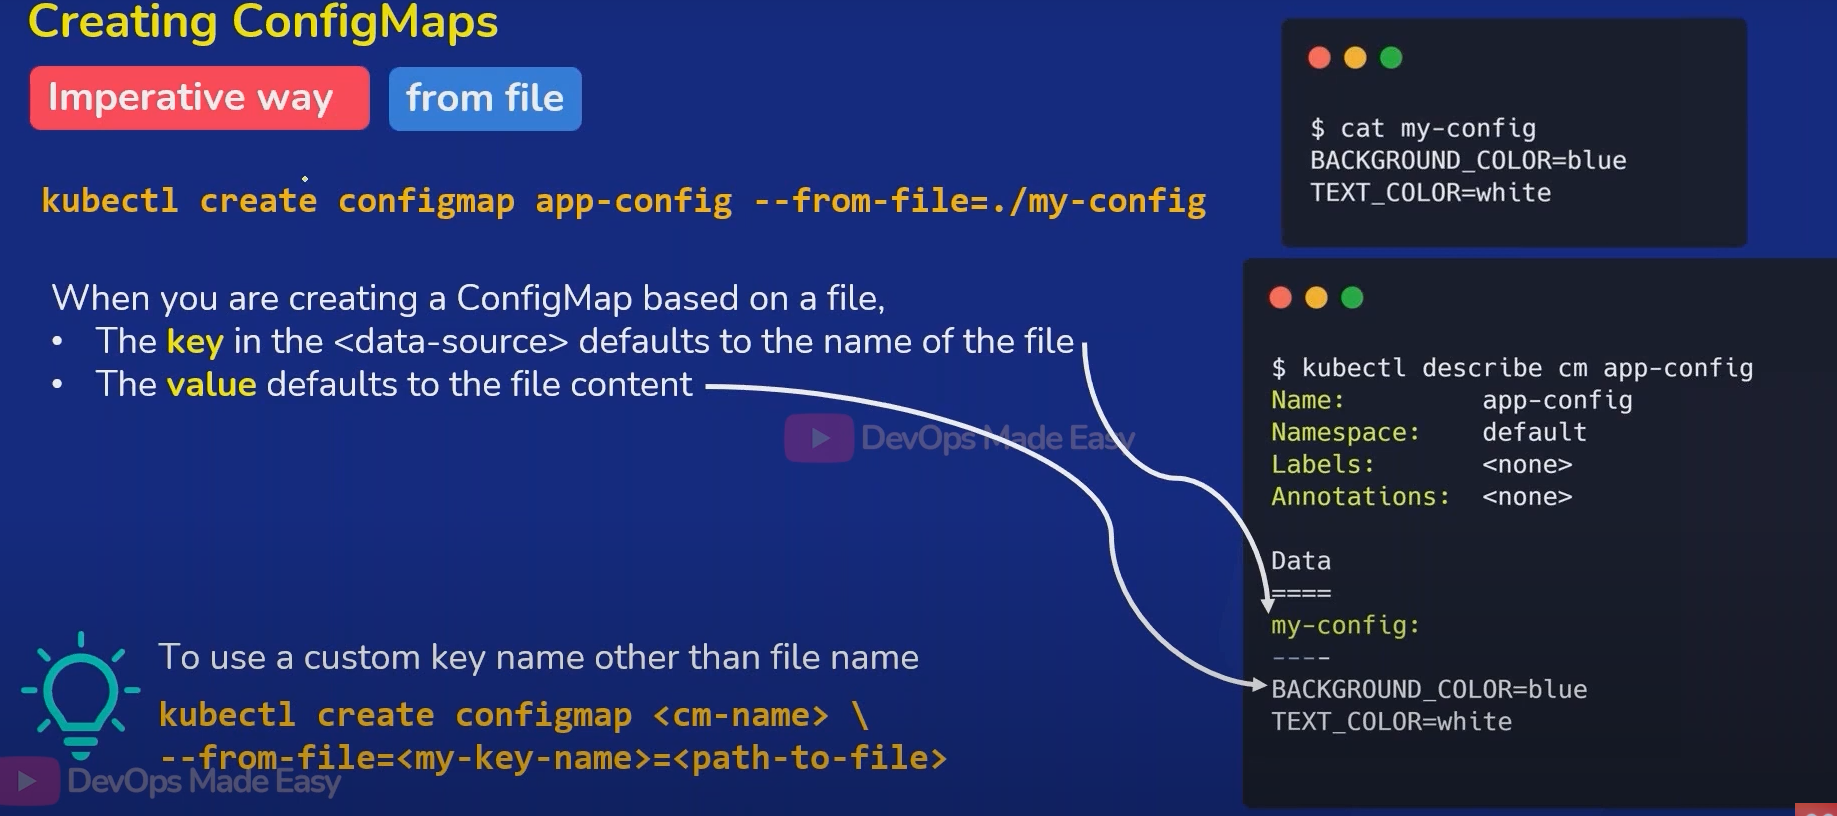 Creating ConfigMaps
Imperative way
from file
kubectl create configmap app-config --from-file=./my-config
When you are creating a ConfigMap based on a file,
• The key in the <data-source> defaults to the name of the file
• The value defaults to the file content
To use a custom key name other than file name
kubectl create configmap <cm-name> \
--from-file=<my-key-name>=<path-to-file>
$ cat my-config
BACKGROUND_COLOR=blue
TEXT_COLOR=white
$ kubectl describe cm app-config
Name: app-config
Namespace: default
Labels: <none>
Annotations: <none>
Data
====
my-config:
----
BACKGROUND_COLOR=blue
TEXT_COLOR=white
DevOps Made Easy
DevOps Made Easy